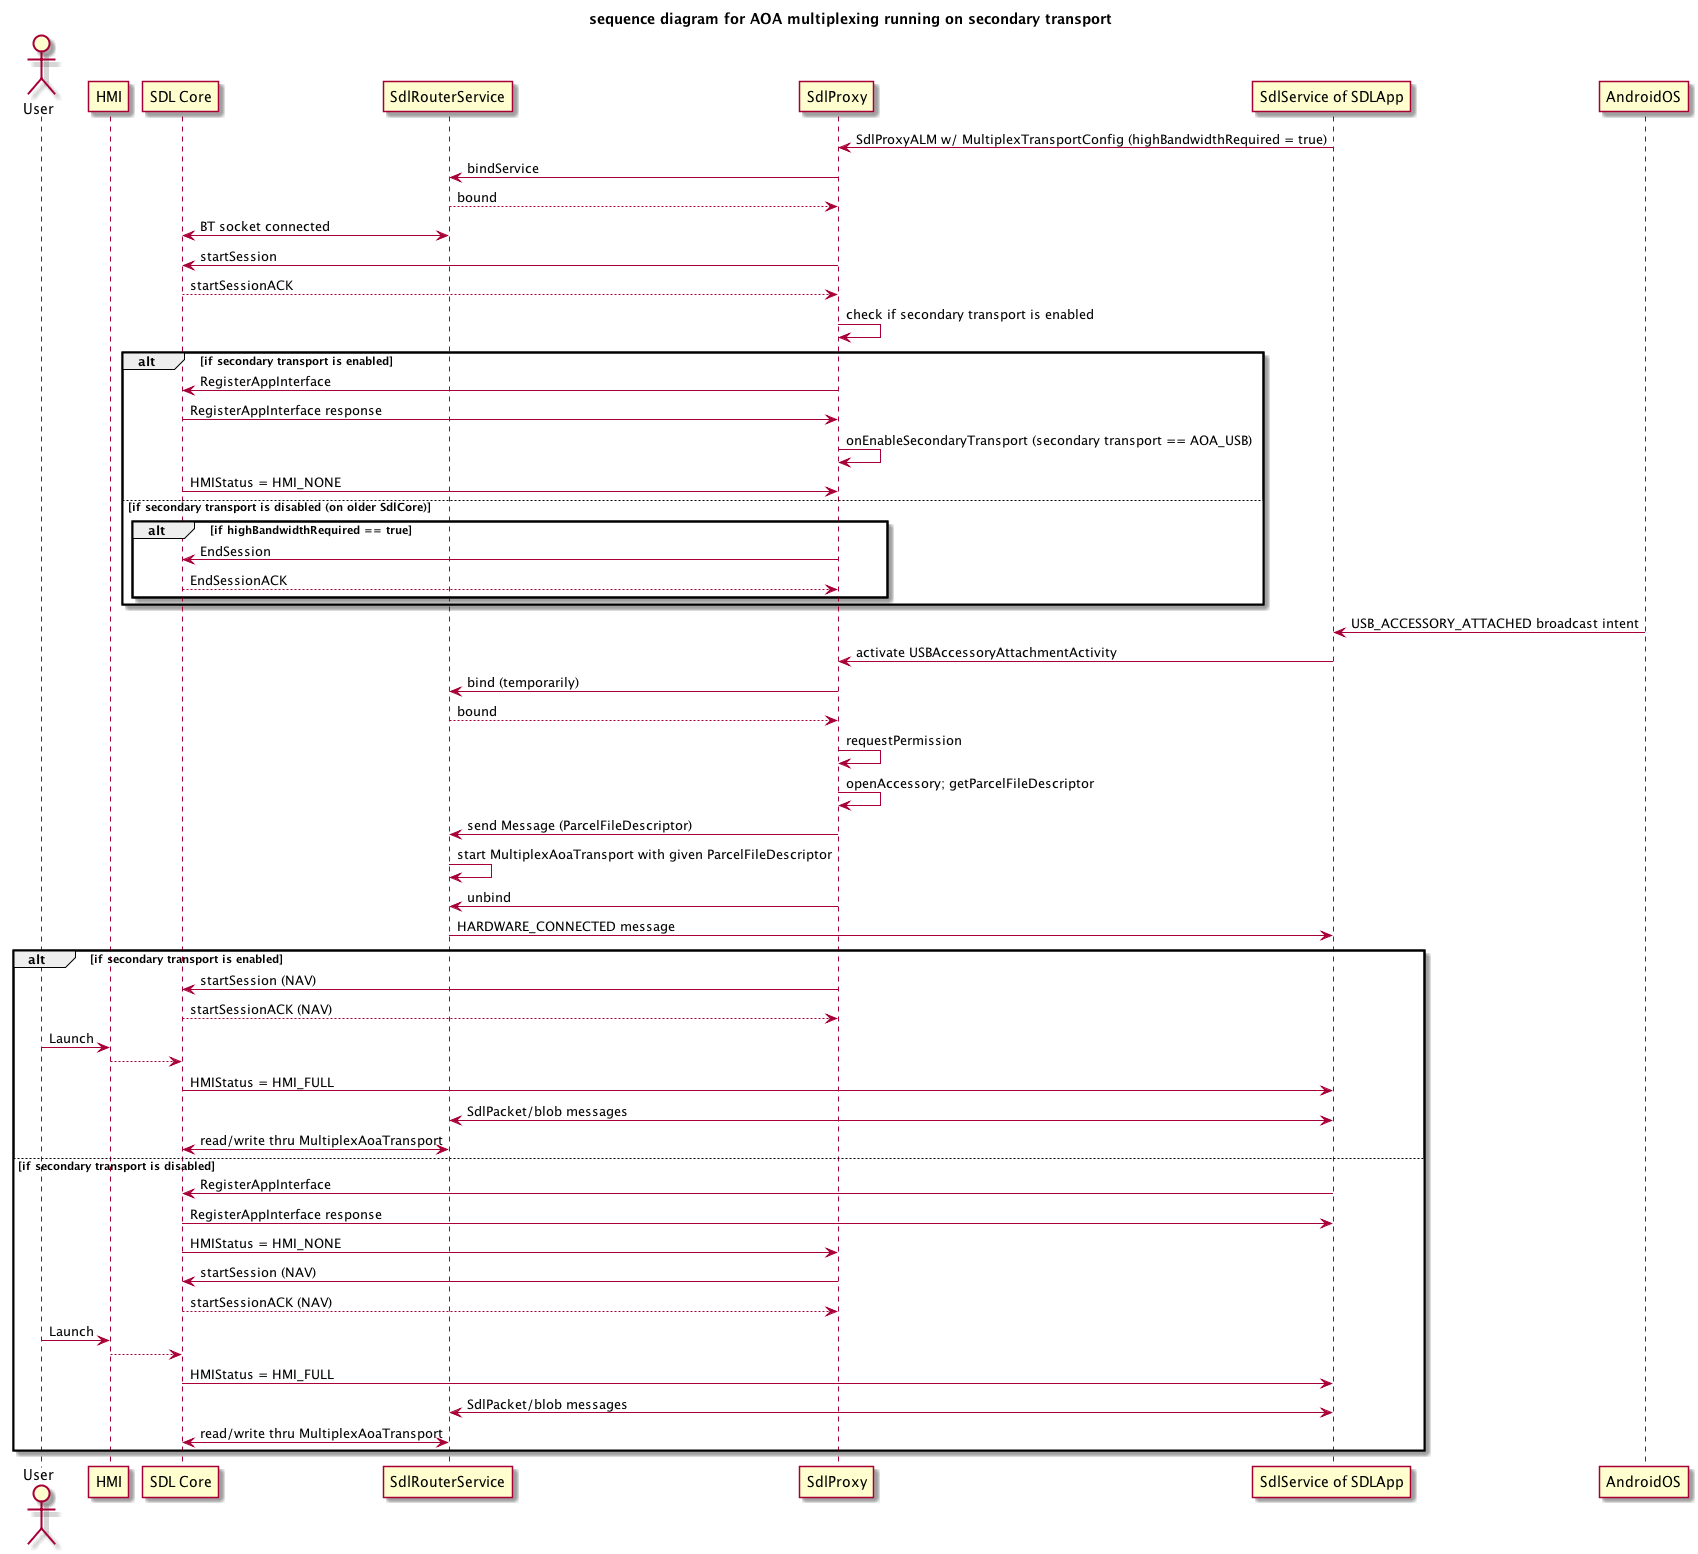 sequence diagram for AOA multiplexing running on secondary transport
User
HMI
SDL Core
SdlRouterService
SdlProxy
SdlService of SDLApp
AndroidOS
SdlProxyALM w/ MultiplexTransportConfig (highBandwidthRequired = true)
bindService
bound
BT socket connected
startSession
startSessionACK
check if secondary transport is enabled
alt [if secondary transport is enabled]
RegisterAppInterface
RegisterAppInterface response
onEnableSecondaryTransport (secondary transport == AOA_USB)
HMIStatus = HMI_NONE
[if secondary transport is disabled (on older SdlCore)]
alt [if highBandwidthRequired == true]
EndSession
EndSessionACK
USB_ACCESSORY_ATTACHED broadcast intent
activate USBAccessoryAttachmentActivity
bind (temporarily)
bound
requestPermission
openAccessory; getParcelFileDescriptor
send Message (ParcelFileDescriptor)
start MultiplexAoaTransport with given ParcelFileDescriptor
unbind
HARDWARE_CONNECTED message
alt [if secondary transport is enabled]
startSession (NAV)
startSessionACK (NAV)
Launch
HMIStatus = HMI_FULL
SdlPacket/blob messages
read/write thru MultiplexAoaTransport
[if secondary transport is disabled]
RegisterAppInterface
RegisterAppInterface response
HMIStatus = HMI_NONE
startSession (NAV)
startSessionACK (NAV)
Launch
HMIStatus = HMI_FULL
SdlPacket/blob messages
read/write thru MultiplexAoaTransport
User
HMI
SDL Core
SdlRouterService
SdlProxy
SdlService of SDLApp
AndroidOS